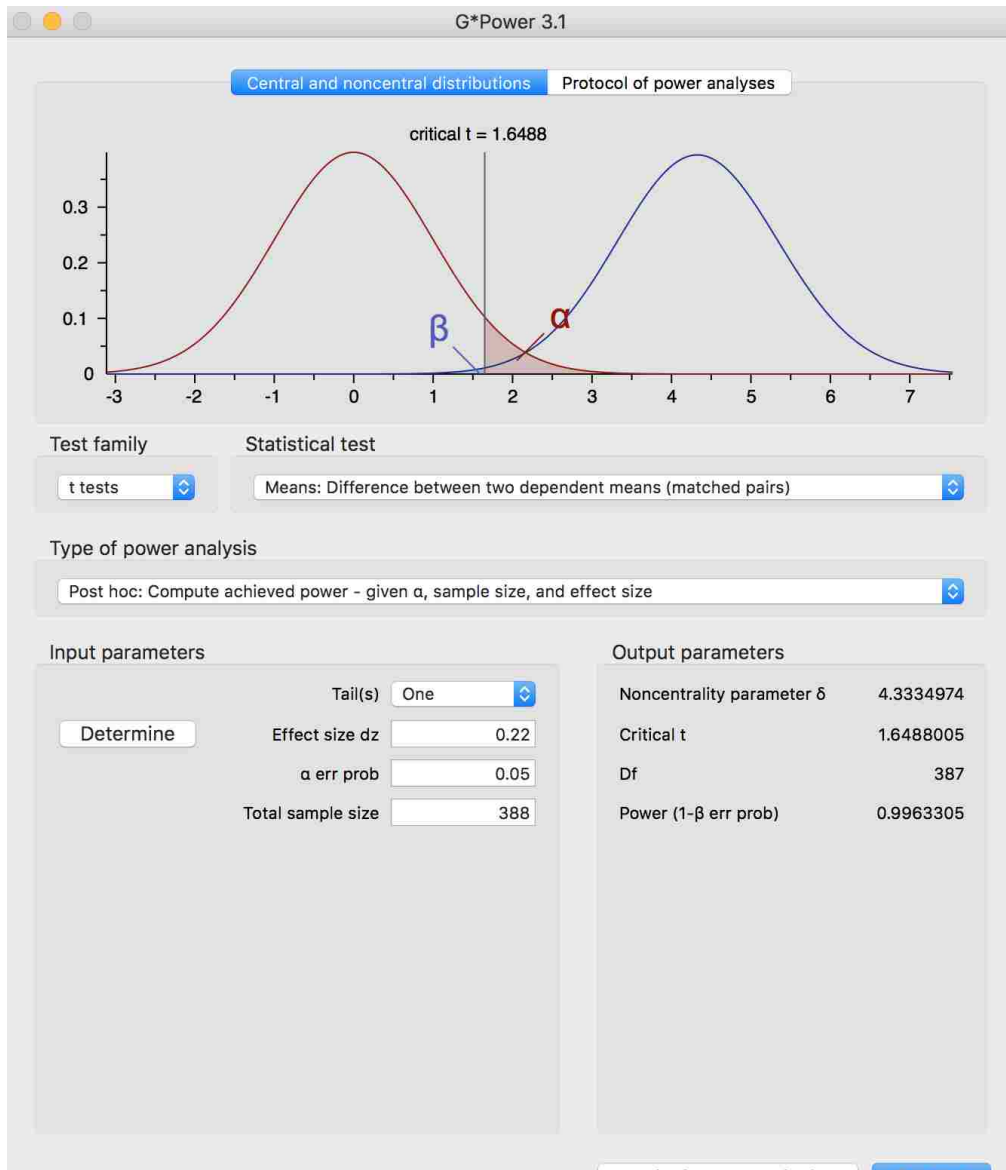 G*Power 3.1
Central and noncentral distributions Protocol of power analyses
critical t = 1.6488
0.3
0.2
0.1
0
β
α
-3 -2 -1 0 1 2 3 4 5 6 7
Test family Statistical test
t tests Means: Difference between two dependent means (matched pairs)
Type of power analysis
Post hoc: Compute achieved power - given α, sample size, and effect size
Input parameters Output parameters
Tail(s) One Noncentrality parameter δ 4.3334974
Determine Effect size dz 0.22 Critical t 1.6488005
α err prob 0.05 Df 387
Total sample size 388 Power (1-β err prob) 0.9963305